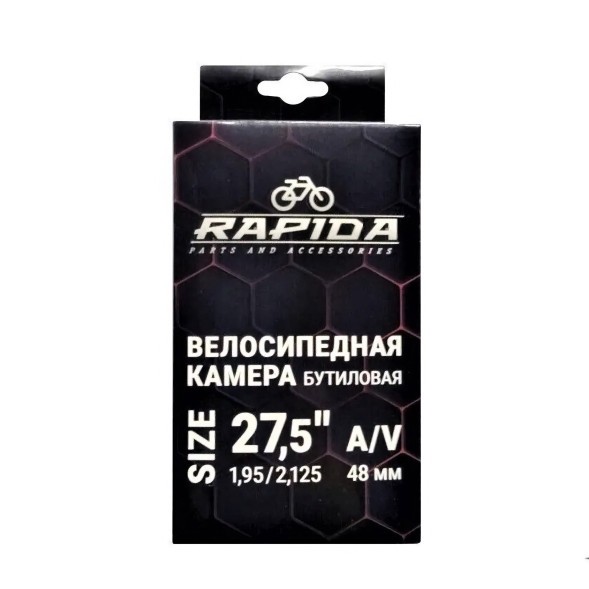 RAPIDA
PARTS AND ACCESSORIES
ВЕЛОСИПЕДНАЯ
КАМЕРА БУТИЛОВАЯ
SIZE
27,5" A/V
1,95/2,125 48 мм